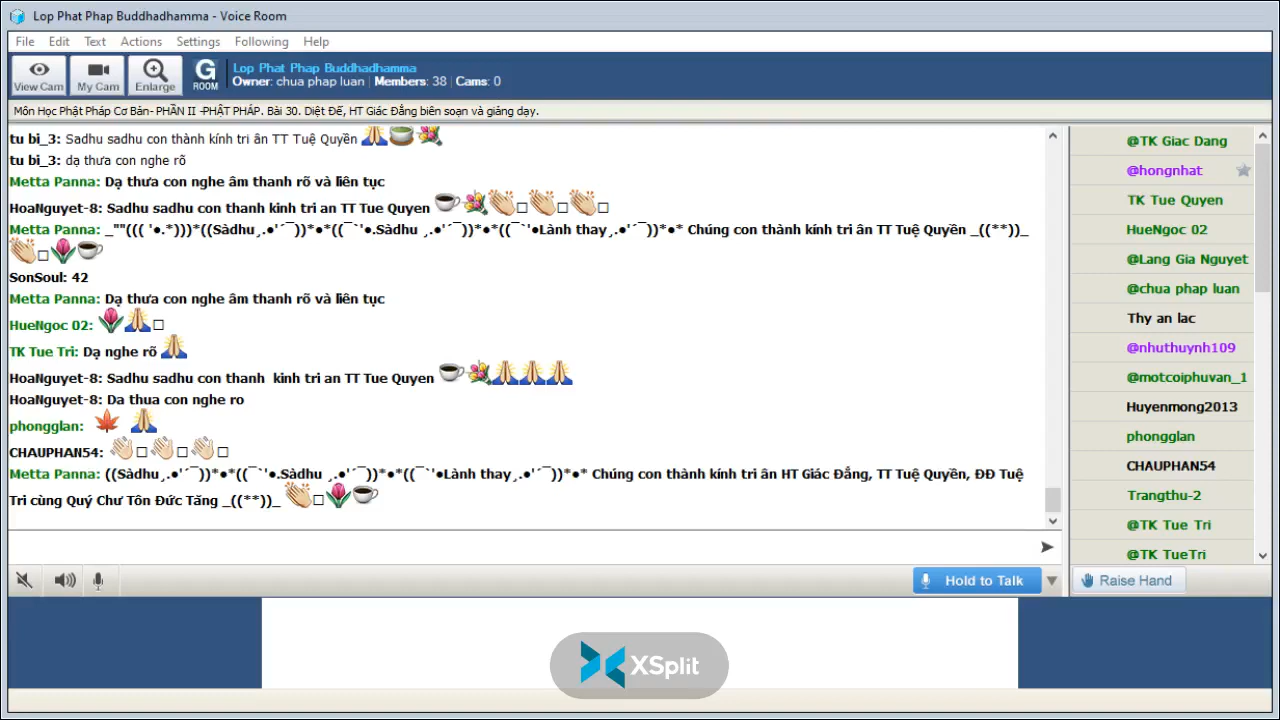 Lop Phat Phap Buddhadhamma - Voice Room
File Edit Text Actions Settings Following Help
View Cam My Cam Enlarge G ROOM
Lop Phat Phap Buddhadhamma
Owner: chua phap luan | Members: 38 | Cams: 0
Môn Học Phật Pháp Cơ Bản- PHẦN II -PHẬT PHÁP. Bài 30. Diệt Đế, HT Giác Đẳng biên soạn và giảng dạy.
tu bi_3: Sadhu sadhu con thành kính tri ân TT Tuệ Quyền
tu bi_3: dạ thưa con nghe rõ
Metta Panna: Dạ thưa con nghe âm thanh rõ và liên tục
HoaNguyet-8: Sadhu sadhu con thanh kinh tri an TT Tue Quyen
Metta Panna: _""((( '●.*)))*((Sàdhu¸.●'´¯))*●*((¯`'●.Sàdhu ¸.●'´¯))*●*((¯`'●Lành thay¸.●'´¯))*●* Chúng con thành kính tri ân TT Tuệ Quyền _((**))_
SonSoul: 42
Metta Panna: Dạ thưa con nghe âm thanh rõ và liên tục
HueNgoc 02:
TK Tue Tri: Dạ nghe rõ
HoaNguyet-8: Sadhu sadhu con thanh kinh tri an TT Tue Quyen
HoaNguyet-8: Da thua con nghe ro
phongglan:
CHAUPHAN54:
Metta Panna: ((Sàdhu¸.●'´¯))*●*((¯`'●.Sàdhu ¸.●'´¯))*●*((¯`'●Lành thay¸.●'´¯))*●* Chúng con thành kính tri ân HT Giác Đẳng, TT Tuệ Quyền, ĐĐ Tuệ
Tri cùng Quý Chư Tôn Đức Tăng _((**))_
@TK Giac Dang
@hongnhat
TK Tue Quyen
HueNgoc 02
@Lang Gia Nguyet
@chua phap luan
Thy an lac
@nhuthuynh109
@motcoiphuvan_1
Huyenmong2013
phongglan
CHAUPHAN54
Trangthu-2
@TK Tue Tri
@TK TueTri
Hold to Talk
Raise Hand
XSplit